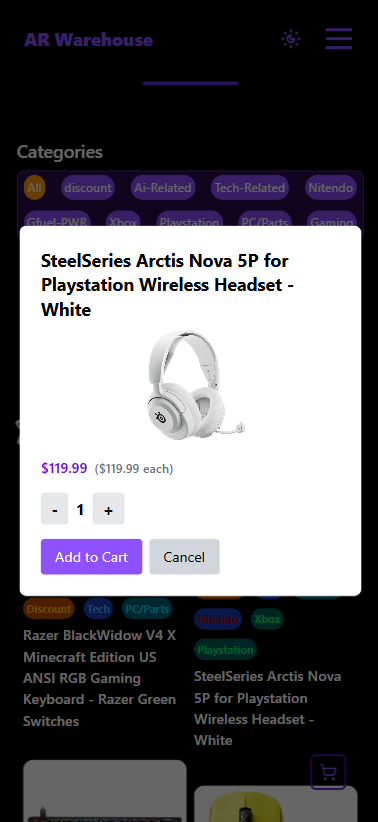 AR Warehouse
Categories
All discount Ai-Related Tech-Related Nitendo
Gfuel-PWR Xbox Playstation PC/Parts Gaming
SteelSeries Arctis Nova 5P for
Playstation Wireless Headset -
White
$119.99 ($119.99 each)
- 1 +
Add to Cart Cancel
Discount Tech PC/Parts
Razer BlackWidow V4 X
Minecraft Edition US
ANSI RGB Gaming
Keyboard - Razer Green
Switches
Nitendo Xbox
Playstation
SteelSeries Arctis Nova
5P for Playstation
Wireless Headset -
White